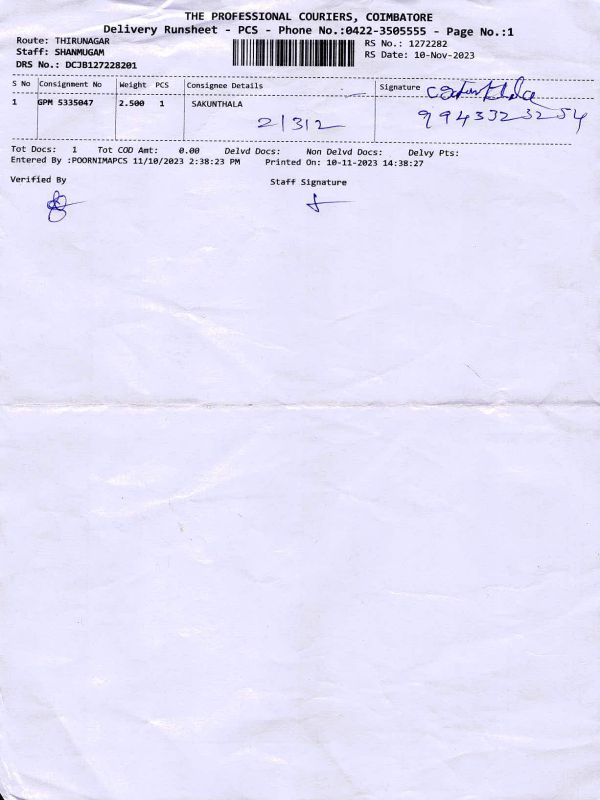 THE PROFESSIONAL COURIERS, COIMBATORE
Delivery Runsheet - PCS - Phone No.:0422-3505555 - Page No.:1
Route: THIRUNAGAR
Staff: SHANMUGAM
DRS No.: DCJB127228201
RS No.: 1272282
RS Date: 10-Nov-2023
S No Consignment No Weight PCS Consignee Details Signature
1 GPM 5335047 2.500 1 SAKUNTHALA
2/312
Tot Docs: 1 Tot COD Amt: 0.00 Delvd Docs: Non Delvd Docs: Delvy Pts:
Entered By :POORNIMAPCS 11/10/2023 2:38:23 PM Printed On: 10-11-2023 14:38:27
Verified By Staff Signature